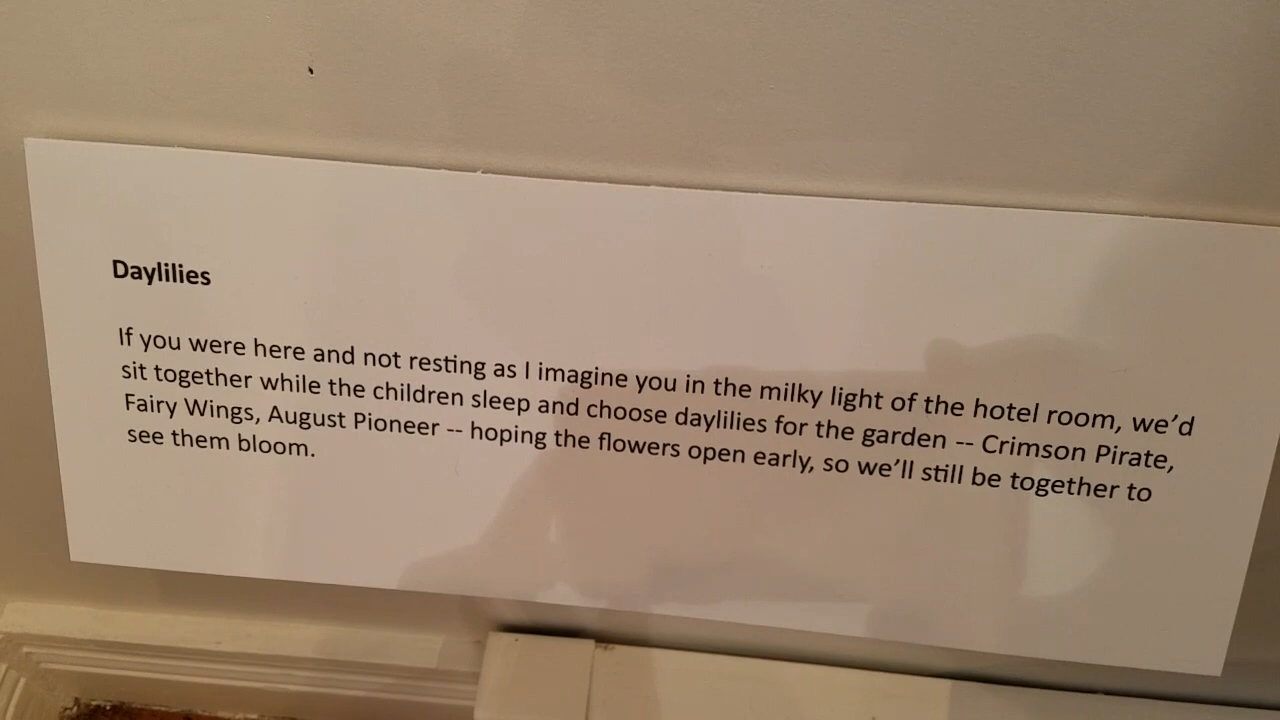 Daylilies
If you were here and not resting as I imagine you in the milky light of the hotel room, we’d
sit together while the children sleep and choose daylilies for the garden -- Crimson Pirate,
Fairy Wings, August Pioneer -- hoping the flowers open early, so we’ll still be together to
see them bloom.